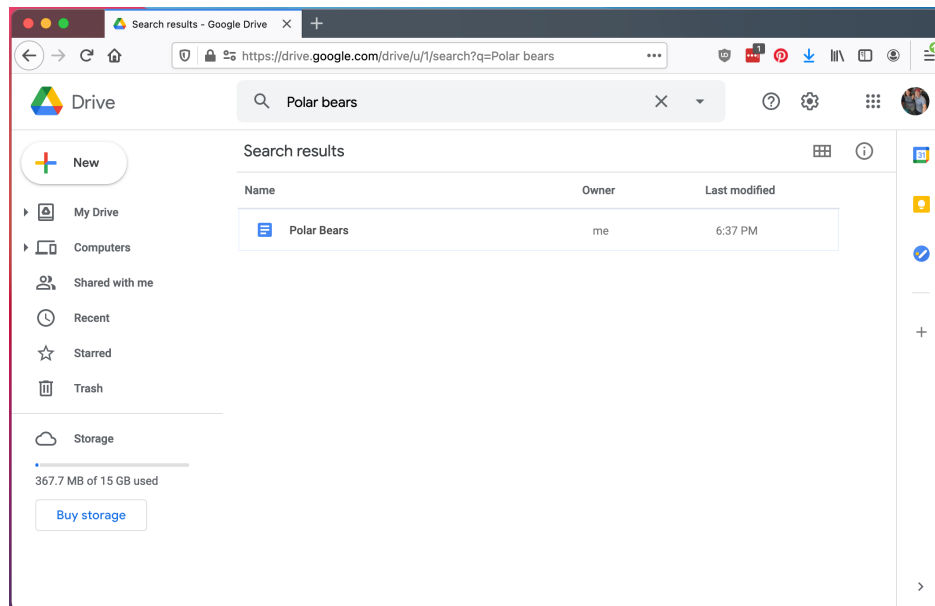 Search results - Google Drive
https://drive.google.com/drive/u/1/search?q=Polar bears
1
Drive
Polar bears
New
Search results
31
Name Owner Last modified
My Drive
Polar Bears me 6:37 PM
Computers
Shared with me
Recent
Starred
Trash
Storage
367.7 MB of 15 GB used
Buy storage